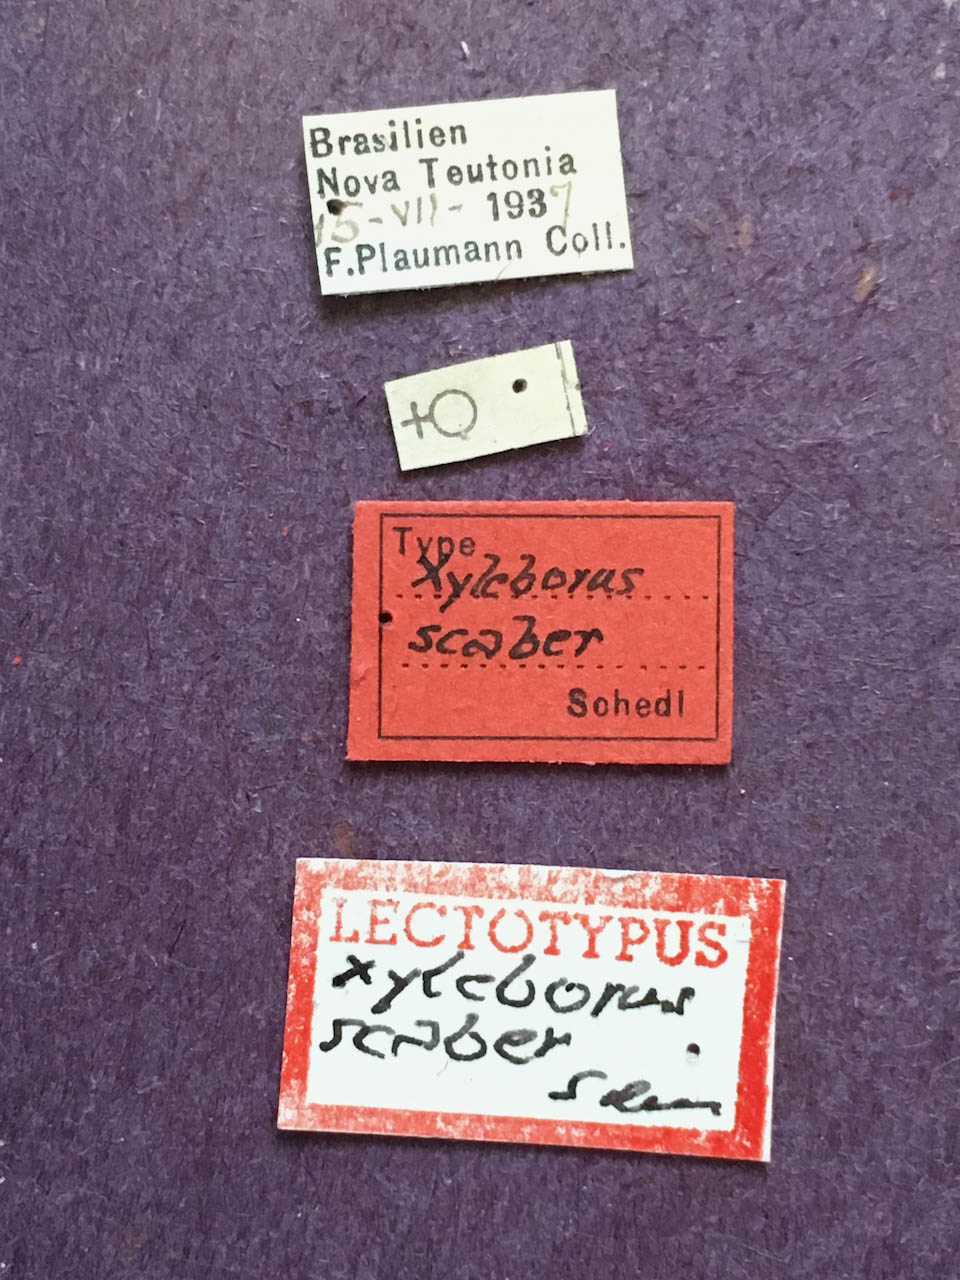 Brasilien
Nova Teutonia
15-VII- 1937
F.Plaumann Coll.
♀
Type
Xyleborus
scaber
Schedl
LECTOTYPUS
Xyleborus
scaber